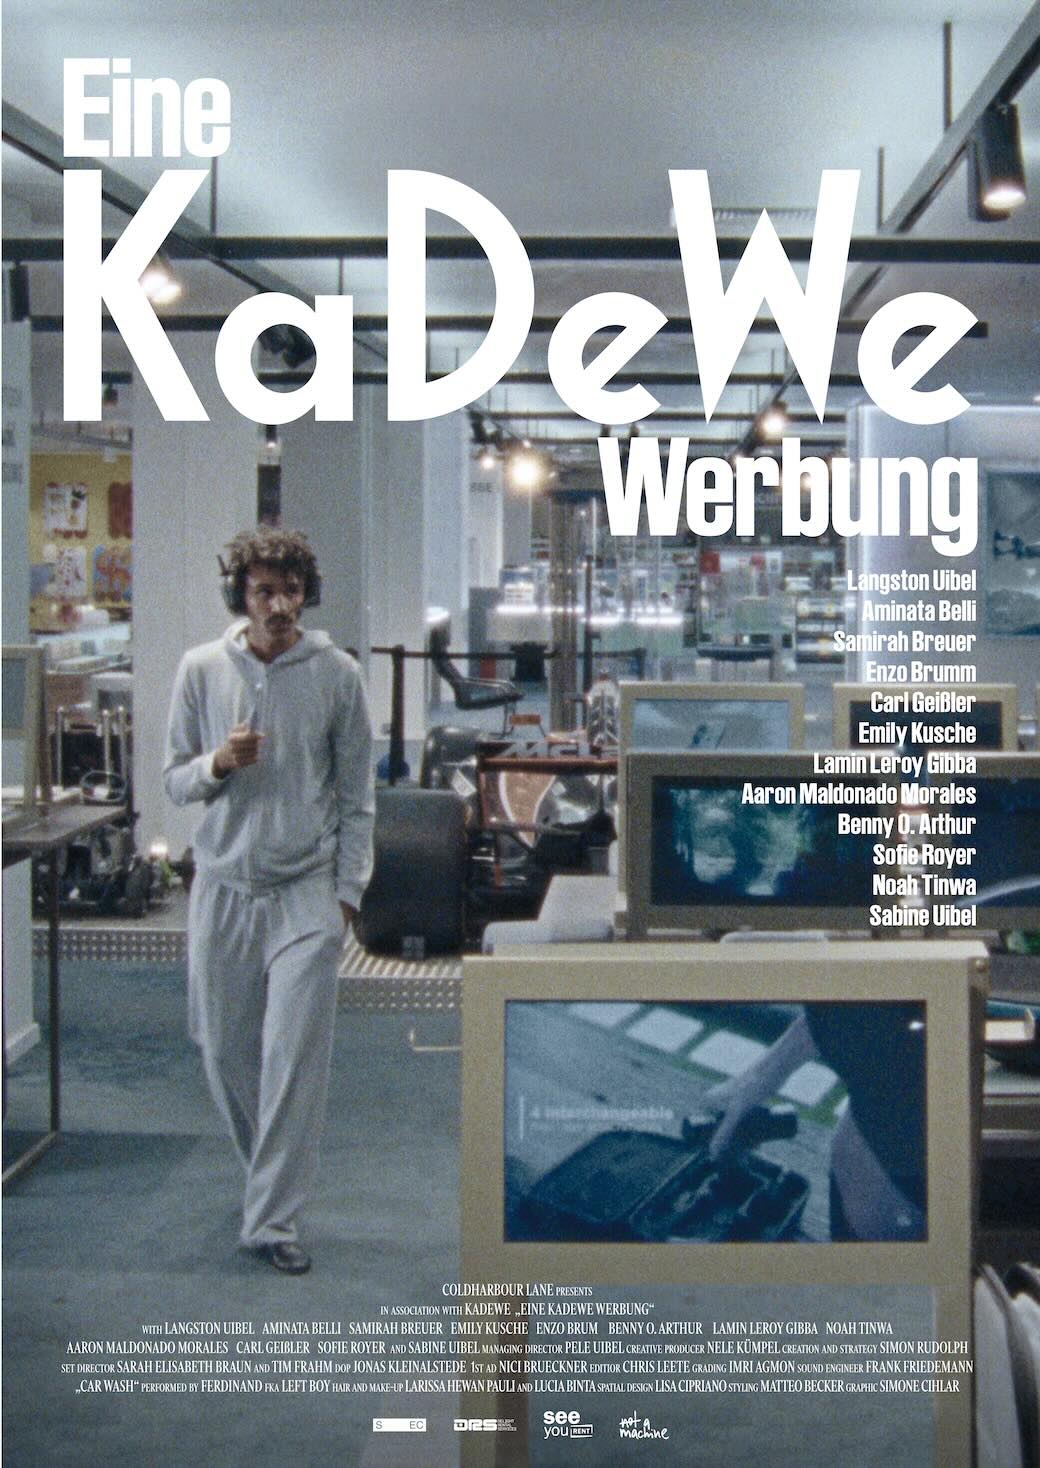 Eine
KaDeWe
Werbung
Langston Uibel
Aminata Belli
Samirah Breuer
Enzo Brumm
Carl Geißler
Emily Kusche
Lamin Leroy Gibba
Aaron Maldonado Morales
Benny O. Arthur
Sofie Royer
Noah Tinwa
Sabine Uibel
4 interchangeable
COLDHARBOUR LANE PRESENTS
IN ASSOCIATION WITH KADEWE „EINE KADEWE WERBUNG“
WITH LANGSTON UIBEL AMINATA BELLI SAMIRAH BREUER EMILY KUSCHE ENZO BRUM BENNY O. ARTHUR LAMIN LEROY GIBBA NOAH TINWA
AARON MALDONADO MORALES CARL GEIBLER SOFIE ROYER AND SABINE UIBEL MANAGING DIRECTOR PELE UIBEL CREATIVE PRODUCER NELE KÜMPEL CREATION AND STRATEGY SIMON RUDOLPH
SET DIRECTOR SARAH ELISABETH BRAUN AND TIM FRAHM DOP JONAS KLEINALSTEDE 1ST AD NICI BRUECKNER EDITIOR CHRIS LEETE GRADING IMRI AGMON SOUND ENGINEER FRANK FRIEDEMANN
„CAR WASH“ PERFORMED BY FERDINAND FKA LEFT BOY HAIR AND MAKE-UP LARISSA HEWAN PAULI AND LUCIA BINTA SPATIAL DESIGN LISA CIPRIANO STYLING MATTEO BECKER GRAPHIC SIMONE CIHLAR
S EC
DRS
see
you RENT
not a
machine